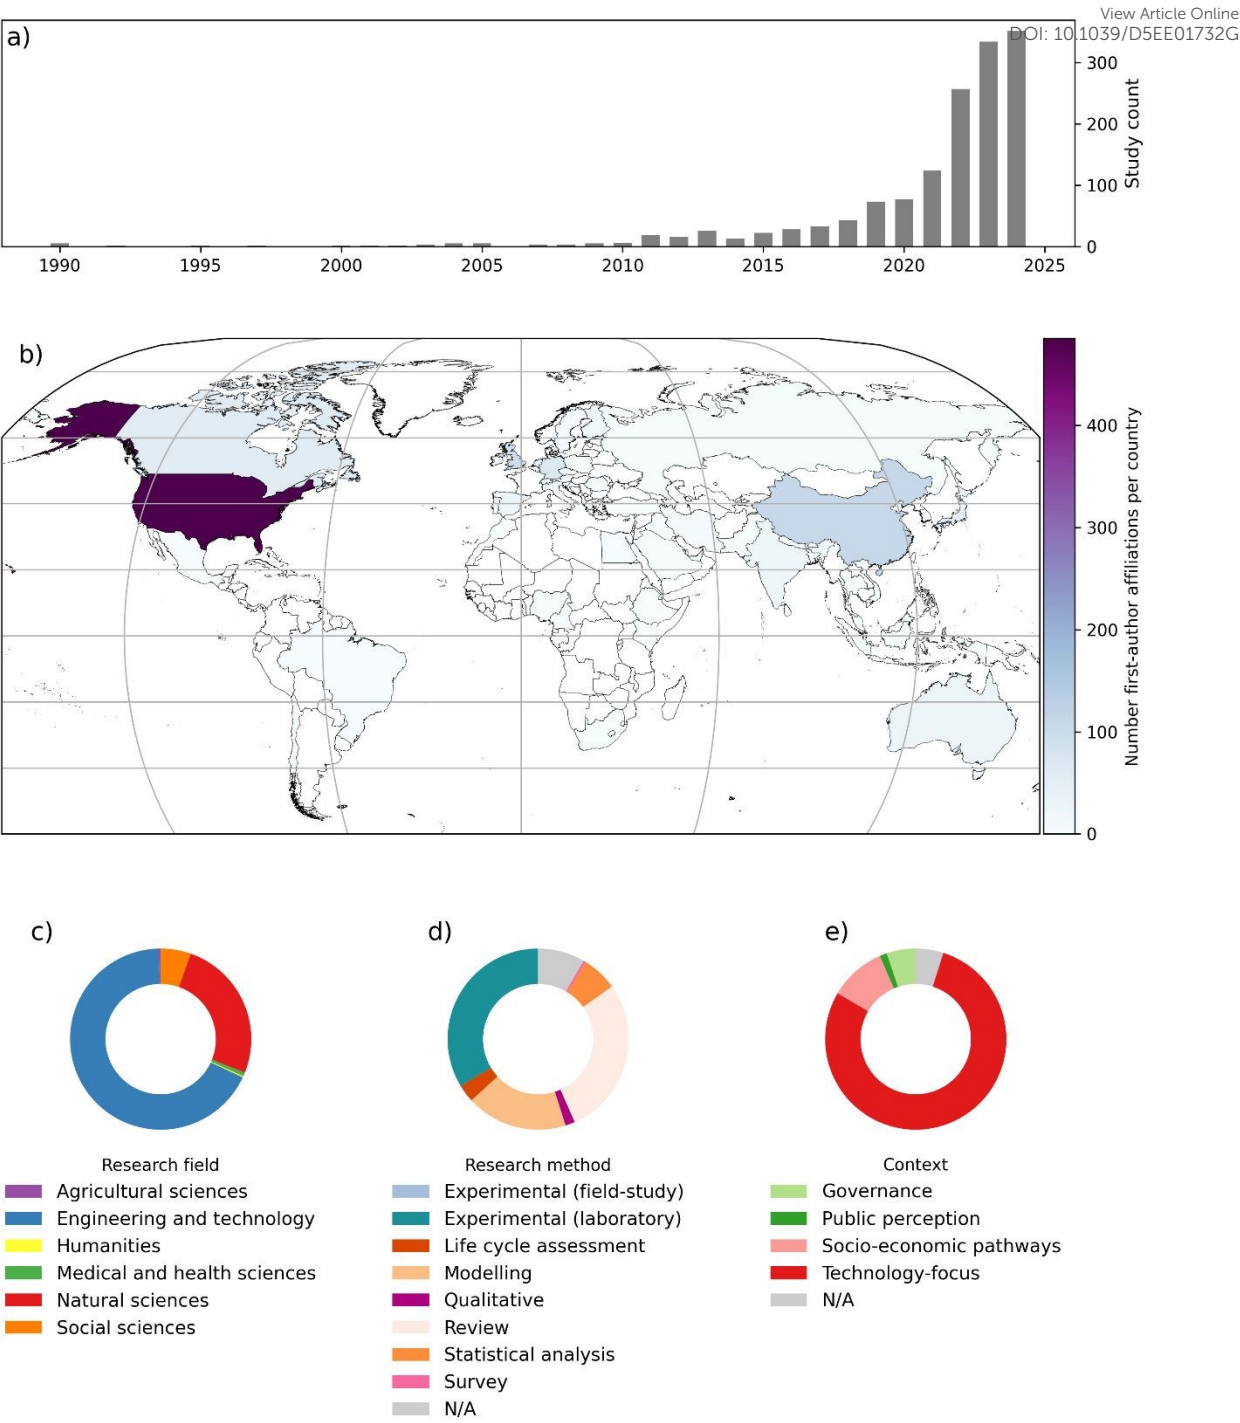 View Article Online
DOI: 10.1039/D5EE01732G
a)
300
200
100
0
Study count
1990 1995 2000 2005 2010 2015 2020 2025
b)
400
300
200
100
0
Number first-author affiliations per country
c)
d)
e)
Research field
Agricultural sciences
Engineering and technology
Humanities
Medical and health sciences
Natural sciences
Social sciences
Research method
Experimental (field-study)
Experimental (laboratory)
Life cycle assessment
Modelling
Qualitative
Review
Statistical analysis
Survey
N/A
Context
Governance
Public perception
Socio-economic pathways
Technology-focus
N/A